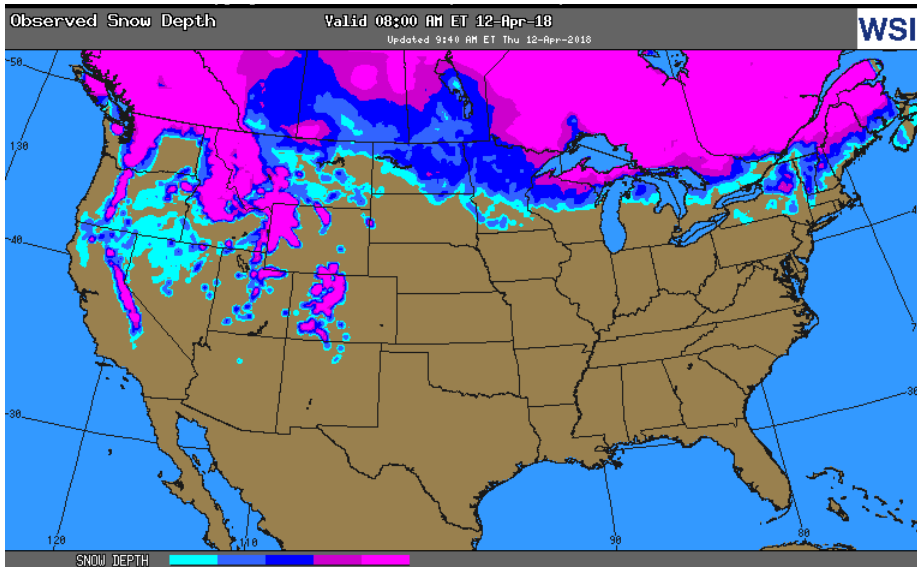 Observed Snow Depth
Valid 08:00 AM ET 12-Apr-18
Updated 9:40 AM ET Thu 12-Apr-2018
WSI
50
130
40
30
120
110
90
80
30
SNOW DEPTH